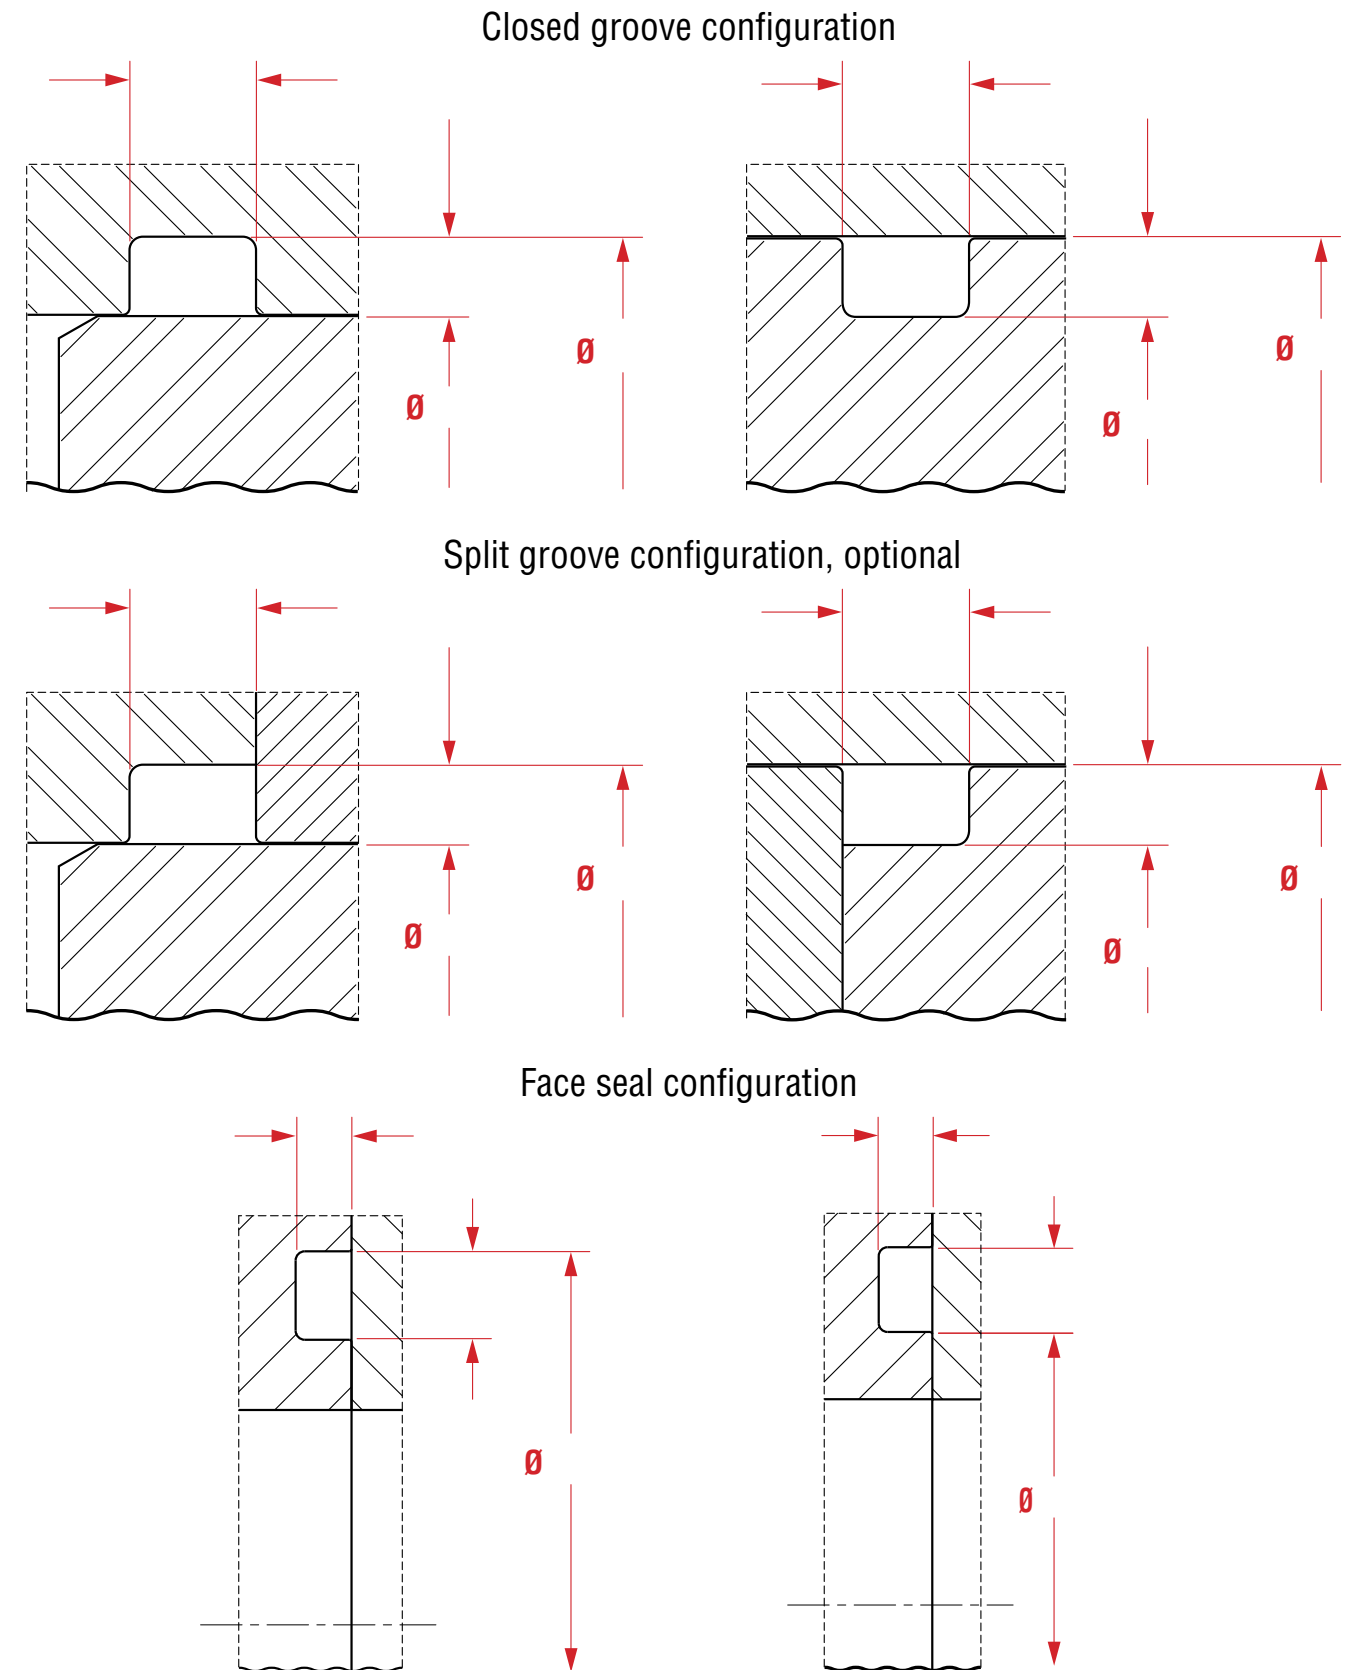 Closed groove configuration
Ø
Ø
Ø
Ø
Split groove configuration, optional
Ø
Ø
Ø
Ø
Face seal configuration
Ø
Ø